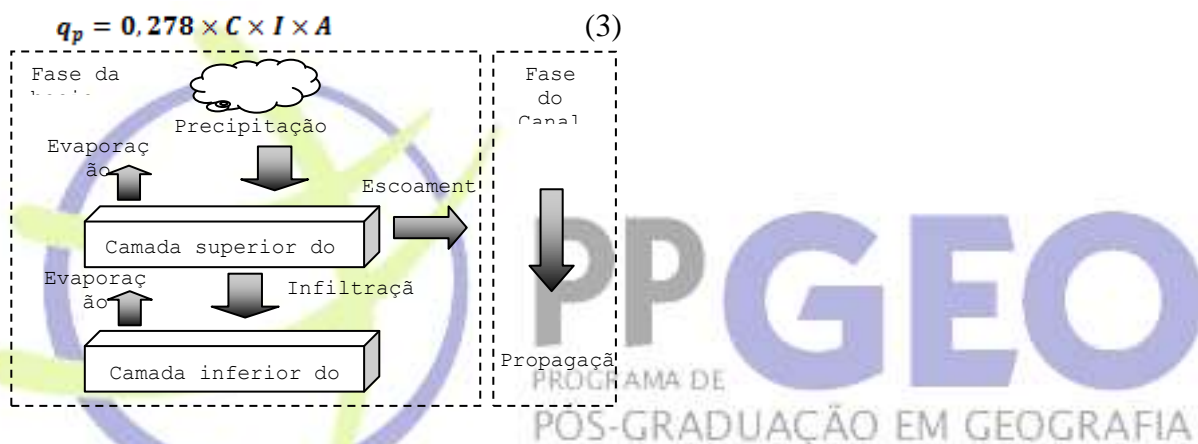 q_p = 0,278 × C × I × A (3)
Fase da
Precipitação
Evaporaç
ão
Escoament
Camada superior do
Evaporaç
ão
Infiltraçã
Camada inferior do
Fase
do
Canal
Propagaçã
PPGEO
PROGRAMA DE
PÓS-GRADUAÇÃO EM GEOGRAFIA